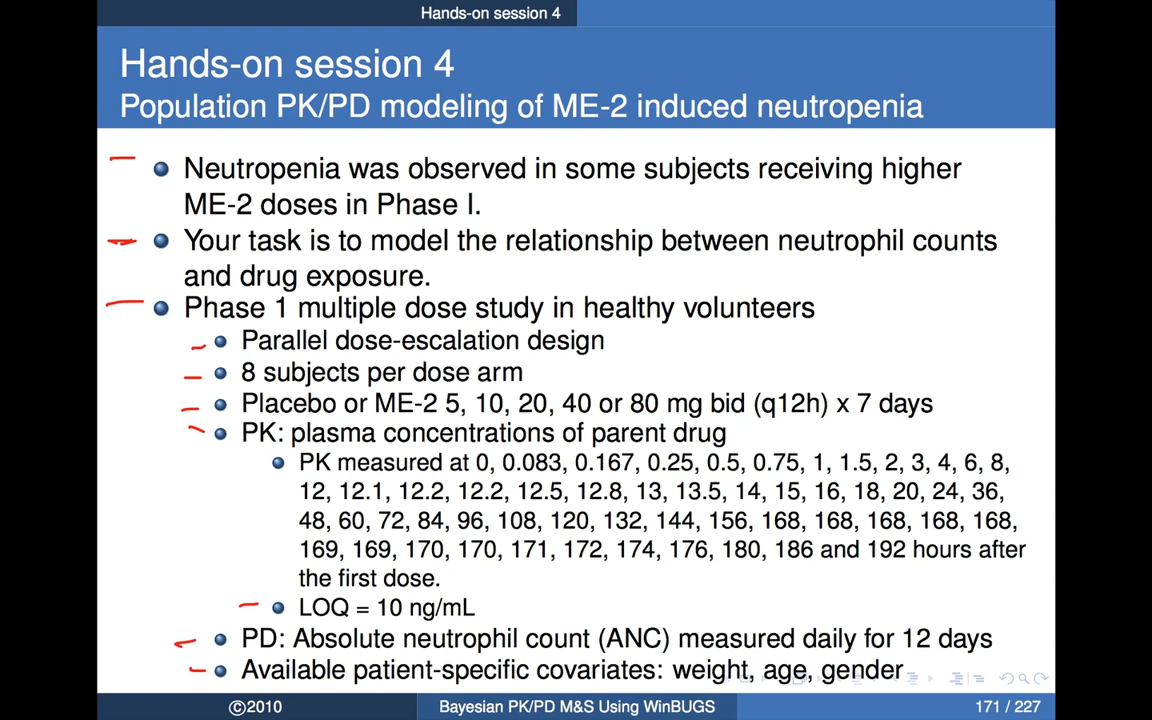 Hands-on session 4
Hands-on session 4
Population PK/PD modeling of ME-2 induced neutropenia
Neutropenia was observed in some subjects receiving higher
ME-2 doses in Phase I.
Your task is to model the relationship between neutrophil counts
and drug exposure.
Phase 1 multiple dose study in healthy volunteers
Parallel dose-escalation design
8 subjects per dose arm
Placebo or ME-2 5, 10, 20, 40 or 80 mg bid (q12h) x 7 days
PK: plasma concentrations of parent drug
PK measured at 0, 0.083, 0.167, 0.25, 0.5, 0.75, 1, 1.5, 2, 3, 4, 6, 8,
12, 12.1, 12.2, 12.2, 12.5, 12.8, 13, 13.5, 14, 15, 16, 18, 20, 24, 36,
48, 60, 72, 84, 96, 108, 120, 132, 144, 156, 168, 168, 168, 168, 168,
169, 169, 170, 170, 171, 172, 174, 176, 180, 186 and 192 hours after
the first dose.
LOQ = 10 ng/mL
PD: Absolute neutrophil count (ANC) measured daily for 12 days
Available patient-specific covariates: weight, age, gender
©2010 Bayesian PK/PD M&S Using WinBUGS 171 / 227